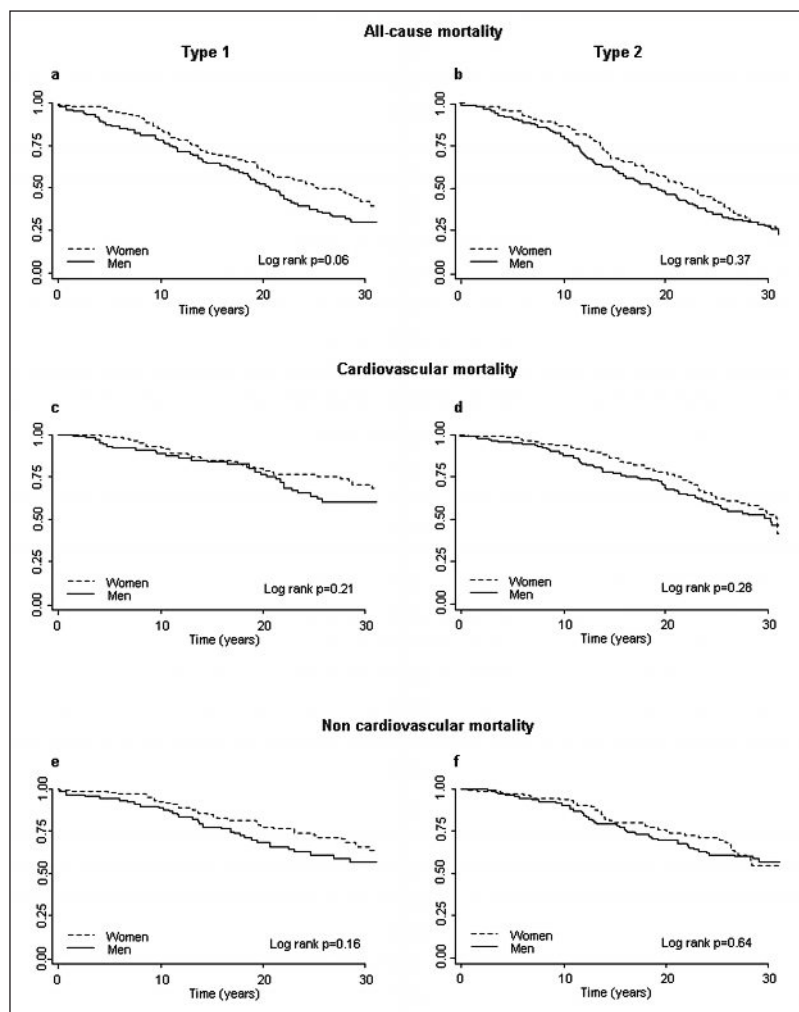 All-cause mortality
Type 1
Type 2
a
1.00
0.75
0.50
0.25
0.00
Women
Men
Log rank p=0.06
0 10 20 30
Time (years)
b
1.00
0.75
0.50
0.25
0.00
Women
Men
Log rank p=0.37
0 10 20 30
Time (years)
Cardiovascular mortality
c
1.00
0.75
0.50
0.25
0.00
Women
Men
Log rank p=0.21
0 10 20 30
Time (years)
d
1.00
0.75
0.50
0.25
0.00
Women
Men
Log rank p=0.28
0 10 20 30
Time (years)
Non cardiovascular mortality
e
1.00
0.75
0.50
0.25
0.00
Women
Men
Log rank p=0.16
0 10 20 30
Time (years)
f
1.00
0.75
0.50
0.25
0.00
Women
Men
Log rank p=0.64
0 10 20 30
Time (years)